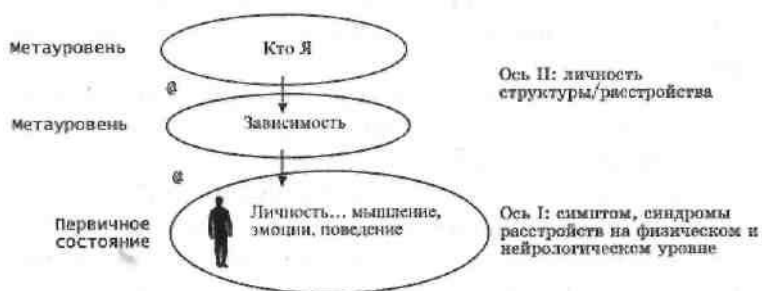 Метауровень
Кто Я
@
Ось II: личность
структуры/расстройства
Метауровень
Зависимость
@
Первичное
состояние
Личность... мышление,
эмоции, поведение
Ось I: симптом, синдромы
расстройств на физическом и
нейрологическом уровне